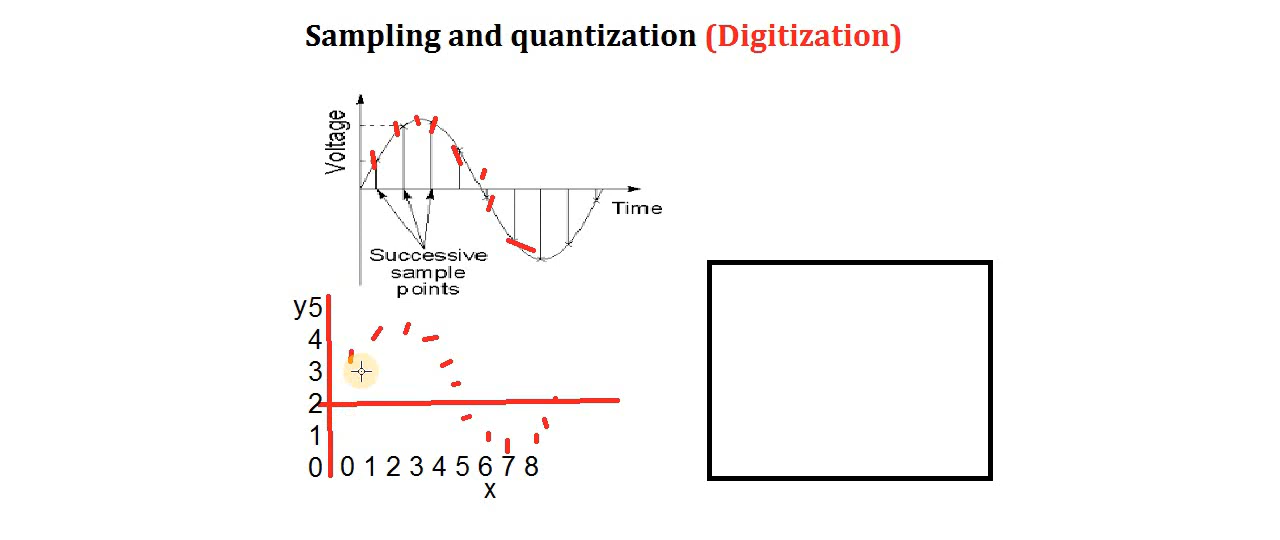 Sampling and quantization (Digitization)
Voltage
Time
Successive
sample
points
y5
4
3
2
1
0 0 1 2 3 4 5 6 7 8
x